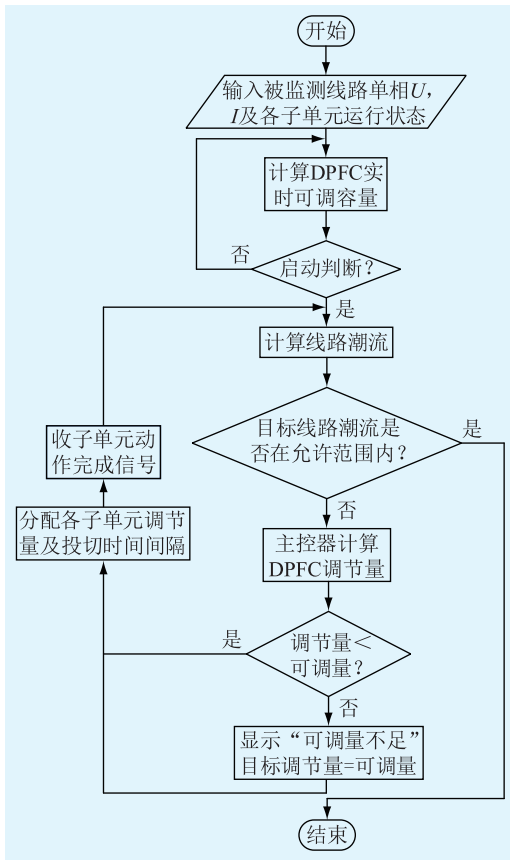 开始
输入被监测线路单相U，
I及各子单元运行状态
计算DPFC实
时可调容量
否
启动判断？
是
计算线路潮流
目标线路潮流是
否在允许范围内？
是
收子单元动
作完成信号
否
分配各子单元调节
量及投切时间间隔
主控器计算
DPFC调节量
是
调节量＜
可调量？
否
显示“可调量不足”
目标调节量=可调量
结束